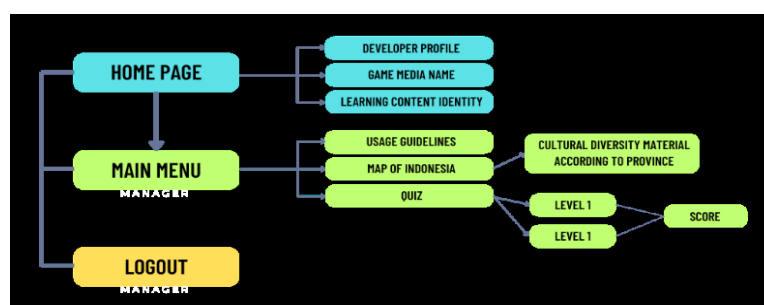 HOME PAGE
DEVELOPER PROFILE
GAME MEDIA NAME
LEARNING CONTENT IDENTITY
MAIN MENU
MANAGER
USAGE GUIDELINES
MAP OF INDONESIA
QUIZ
CULTURAL DIVERSITY MATERIAL
ACCORDING TO PROVINCE
LEVEL 1
LEVEL 1
SCORE
LOGOUT
MANAGER